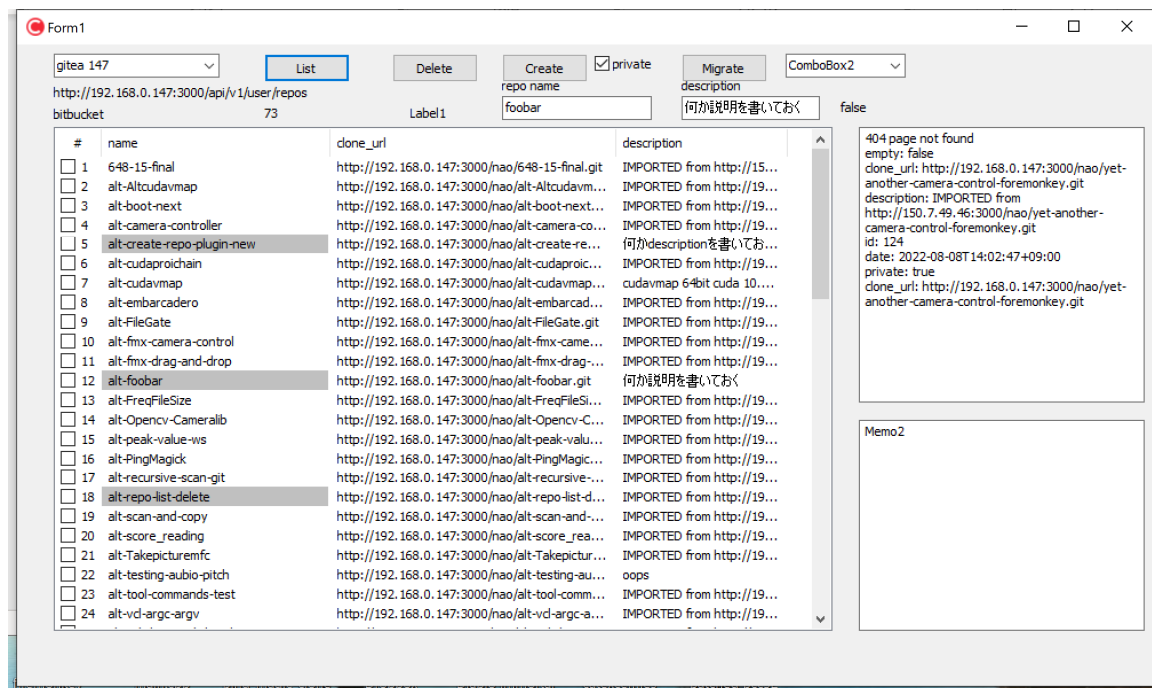 Form1
gitea 147
List
Delete
Create
private
Migrate
ComboBox2
http://192.168.0.147:3000/api/v1/user/repos
repo name
description
bitbucket
73
Label1
foobar
何か説明を書いておく
false
# name clone_url description
1 648-15-final http://192.168.0.147:3000/nao/648-15-final.git IMPORTED from http://15...
2 alt-Altcudavmap http://192.168.0.147:3000/nao/alt-Altcudavm... IMPORTED from http://19...
3 alt-boot-next http://192.168.0.147:3000/nao/alt-boot-next... IMPORTED from http://19...
4 alt-camera-controller http://192.168.0.147:3000/nao/alt-camera-co... IMPORTED from http://19...
5 alt-create-repo-plugin-new http://192.168.0.147:3000/nao/alt-create-re... 何かdescriptionを書いてお...
6 alt-cudaproichain http://192.168.0.147:3000/nao/alt-cudaproic... IMPORTED from http://19...
7 alt-cudavmap http://192.168.0.147:3000/nao/alt-cudavmap... cudavmap 64bit cuda 10....
8 alt-embarcadero http://192.168.0.147:3000/nao/alt-embarcad... IMPORTED from http://19...
9 alt-FileGate http://192.168.0.147:3000/nao/alt-FileGate.git IMPORTED from http://19...
10 alt-fmx-camera-control http://192.168.0.147:3000/nao/alt-fmx-came... IMPORTED from http://19...
11 alt-fmx-drag-and-drop http://192.168.0.147:3000/nao/alt-fmx-drag-... IMPORTED from http://19...
12 alt-foobar http://192.168.0.147:3000/nao/alt-foobar.git 何か説明を書いておく
13 alt-FreqFileSize http://192.168.0.147:3000/nao/alt-FreqFileSi... IMPORTED from http://19...
14 alt-Opencv-Cameralib http://192.168.0.147:3000/nao/alt-Opencv-C... IMPORTED from http://19...
15 alt-peak-value-ws http://192.168.0.147:3000/nao/alt-peak-valu... IMPORTED from http://19...
16 alt-PingMagick http://192.168.0.147:3000/nao/alt-PingMagic... IMPORTED from http://19...
17 alt-recursive-scan-git http://192.168.0.147:3000/nao/alt-recursive-... IMPORTED from http://19...
18 alt-repo-list-delete http://192.168.0.147:3000/nao/alt-repo-list-d... IMPORTED from http://19...
19 alt-scan-and-copy http://192.168.0.147:3000/nao/alt-scan-and-... IMPORTED from http://19...
20 alt-score_reading http://192.168.0.147:3000/nao/alt-score_rea... IMPORTED from http://19...
21 alt-Takepicturemfc http://192.168.0.147:3000/nao/alt-Takepictur... IMPORTED from http://19...
22 alt-testing-aubio-pitch http://192.168.0.147:3000/nao/alt-testing-au... oops
23 alt-tool-commands-test http://192.168.0.147:3000/nao/alt-tool-comm... IMPORTED from http://19...
24 alt-vcl-argc-argv http://192.168.0.147:3000/nao/alt-vcl-argc-a... IMPORTED from http://19...
404 page not found
empty: false
clone_url: http://192.168.0.147:3000/nao/yet-
another-camera-control-foremonkey.git
description: IMPORTED from
http://150.7.49.46:3000/nao/yet-another-
camera-control-foremonkey.git
id: 124
date: 2022-08-08T14:02:47+09:00
private: true
clone_url: http://192.168.0.147:3000/nao/yet-
another-camera-control-foremonkey.git
Memo2